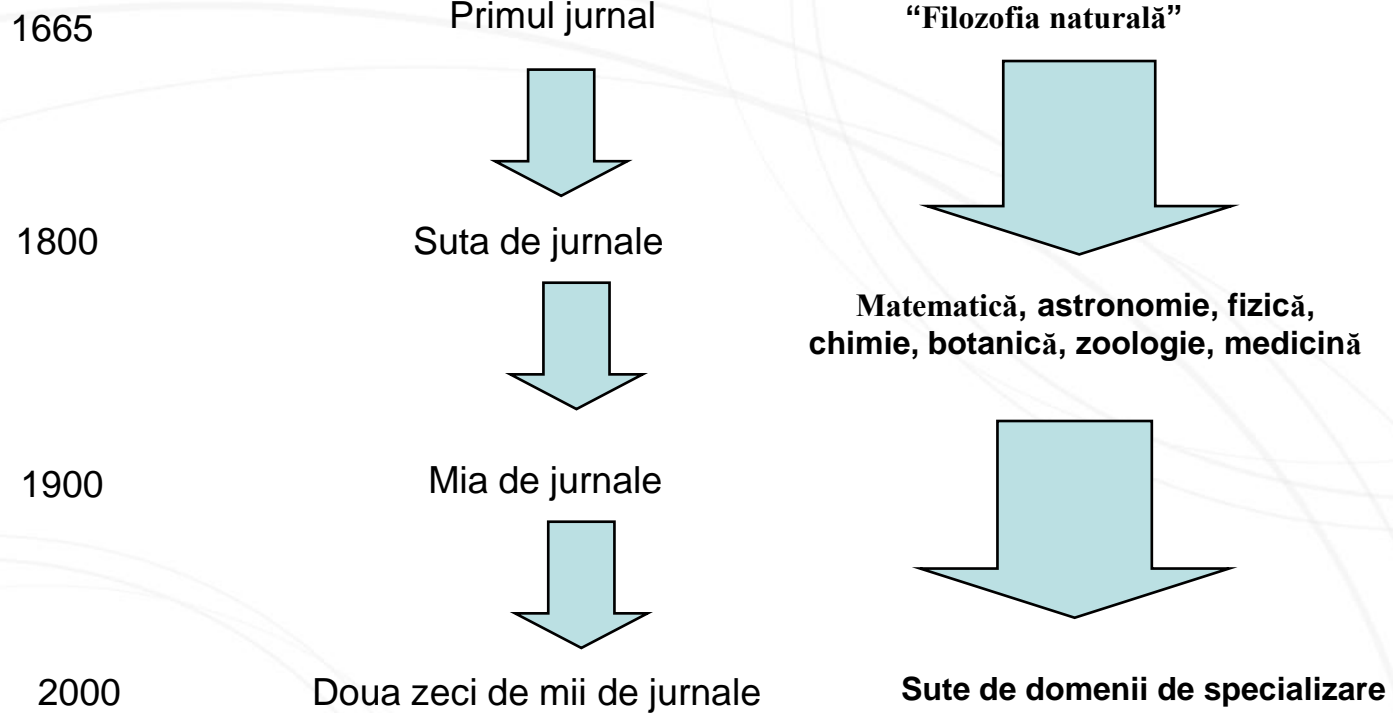 1665
Primul jurnal
“Filozofia naturală”
1800
Suta de jurnale
Matematică, astronomie, fizică,
chimie, botanică, zoologie, medicină
1900
Mia de jurnale
2000
Doua zeci de mii de jurnale
Sute de domenii de specializare